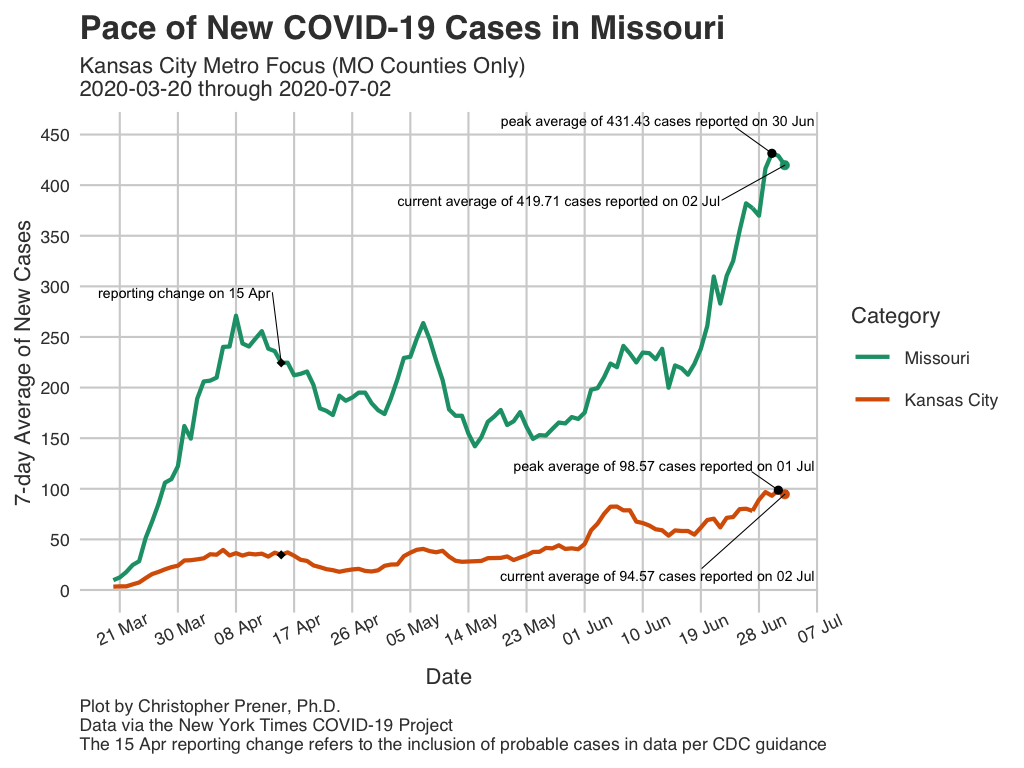 Pace of New COVID-19 Cases in Missouri
Kansas City Metro Focus (MO Counties Only)
2020-03-20 through 2020-07-02
peak average of 431.43 cases reported on 30 Jun
current average of 419.71 cases reported on 02 Jul
reporting change on 15 Apr
peak average of 98.57 cases reported on 01 Jul
current average of 94.57 cases reported on 02 Jul
7-day Average of New Cases
450
400
350
300
250
200
150
100
50
0
21 Mar
30 Mar
08 Apr
17 Apr
26 Apr
05 May
14 May
23 May
01 Jun
10 Jun
19 Jun
28 Jun
07 Jul
Date
Category
Missouri
Kansas City
Plot by Christopher Prener, Ph.D.
Data via the New York Times COVID-19 Project
The 15 Apr reporting change refers to the inclusion of probable cases in data per CDC guidance